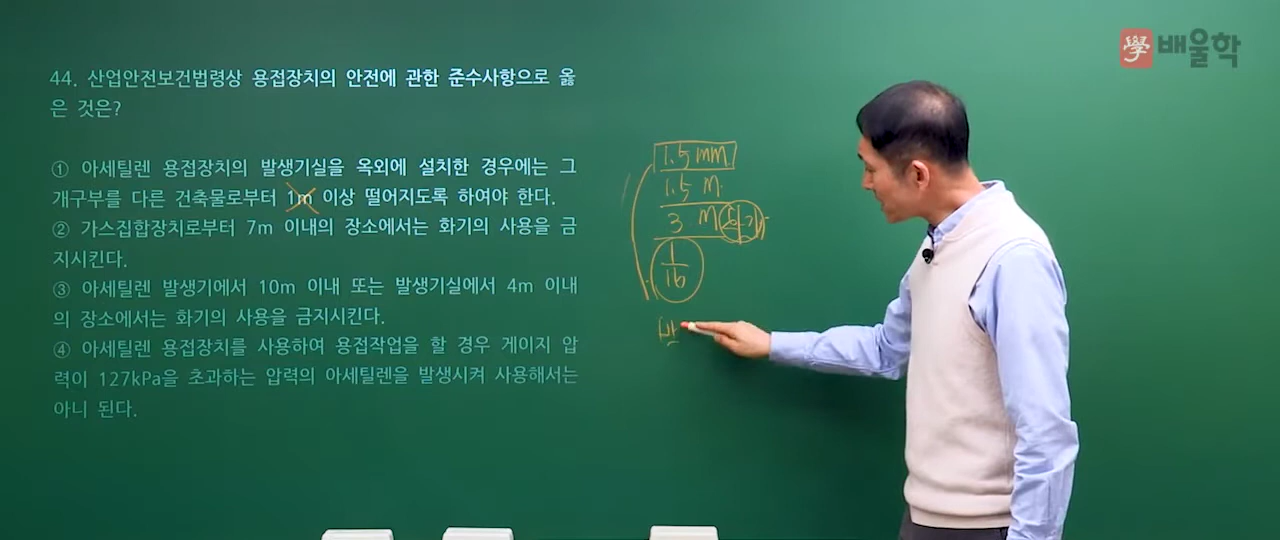 學 배울학
44. 산업안전보건법령상 용접장치의 안전에 관한 준수사항으로 옳
은 것은?
① 아세틸렌 용접장치의 발생기실을 옥외에 설치한 경우에는 그
개구부를 다른 건축물로부터 1m 이상 떨어지도록 하여야 한다.
② 가스집합장치로부터 7m 이내의 장소에서는 화기의 사용을 금
지시킨다.
③ 아세틸렌 발생기에서 10m 이내 또는 발생기실에서 4m 이내
의 장소에서는 화기의 사용을 금지시킨다.
④ 아세틸렌 용접장치를 사용하여 용접작업을 할 경우 게이지 압
력이 127kPa을 초과하는 압력의 아세틸렌을 발생시켜 사용해서는
아니 된다.
1.5 mm
1.5 m
3 m
1
16